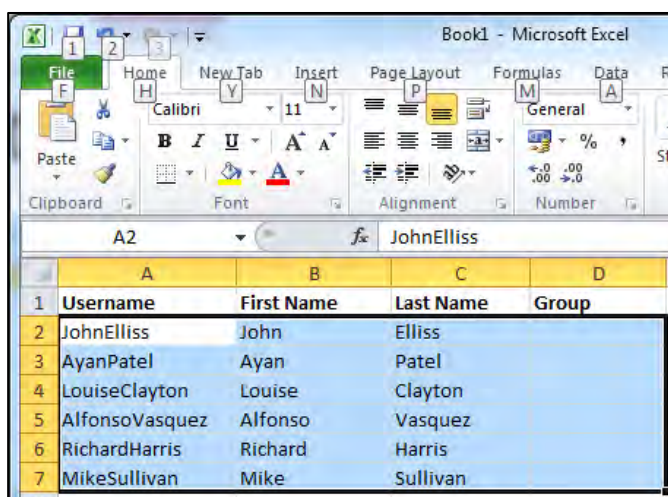 Book1 - Microsoft Excel
1 2 3
File Home New Tab Insert Page Layout Formulas Data
F H Y N P M A
Calibri 11 General
B I U A A % ,
Paste
Clipboard Font Alignment Number
A2 fx JohnElliss
A B C D
1 Username First Name Last Name Group
2 JohnElliss John Elliss
3 AyanPatel Ayan Patel
4 LouiseClayton Louise Clayton
5 AlfonsoVasquez Alfonso Vasquez
6 RichardHarris Richard Harris
7 MikeSullivan Mike Sullivan